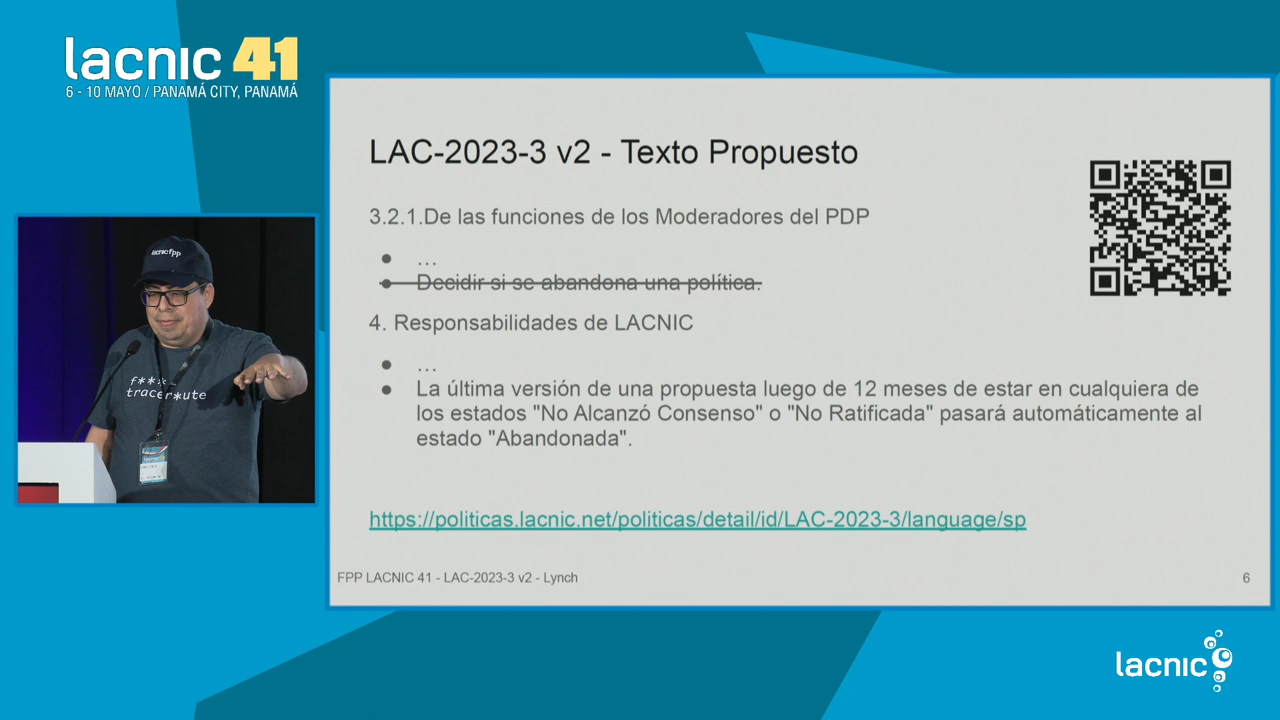 lacnic 41
6 - 10 MAYO / PANAMÁ CITY, PANAMÁ
LAC-2023-3 v2 - Texto Propuesto
3.2.1.De las funciones de los Moderadores del PDP
● …
● Decidir si se abandona una política.
4. Responsabilidades de LACNIC
● …
● La última versión de una propuesta luego de 12 meses de estar en cualquiera de
los estados "No Alcanzó Consenso" o "No Ratificada" pasará automáticamente al
estado "Abandonada".
https://politicas.lacnic.net/politicas/detail/id/LAC-2023-3/language/sp
FPP LACNIC 41 - LAC-2023-3 v2 - Lynch
6
lacnic fpp
f***
tracer*ute
lacnic